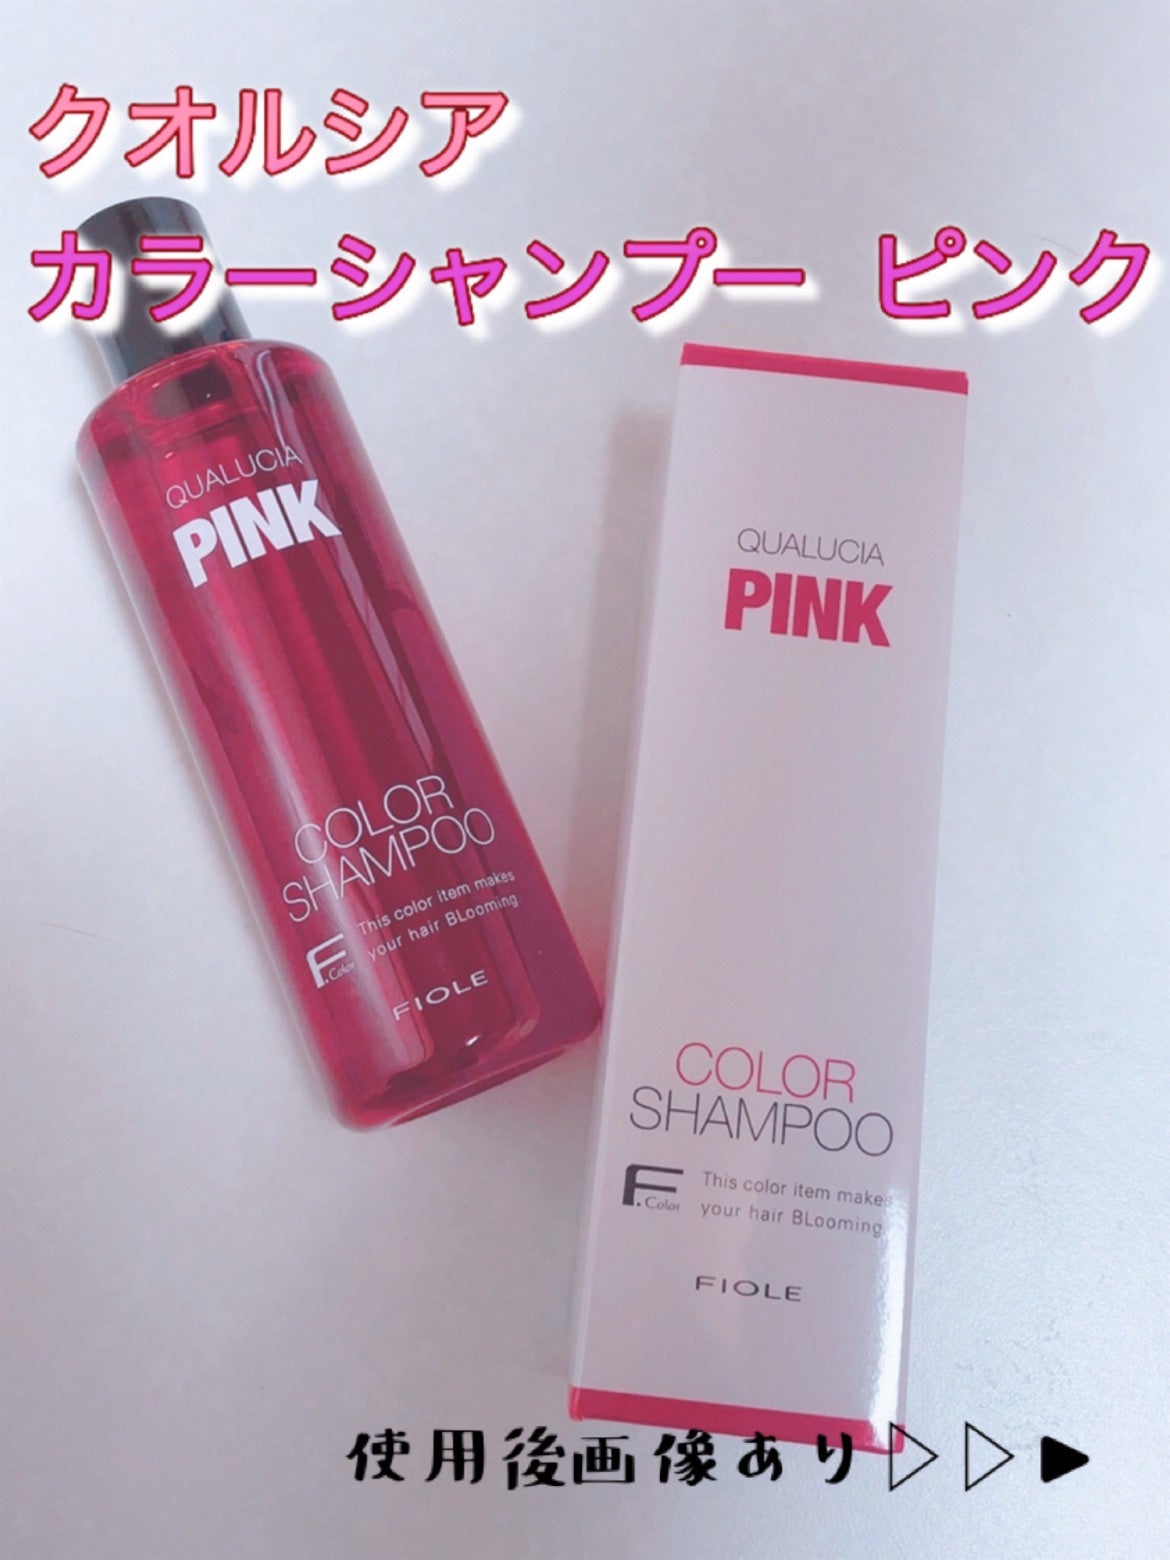 クオルシア
カラーシャンプー ピンク
QUALUCIA
PINK
COLOR
SHAMPOO
F.Color
This color item makes
your hair BLooming.
FIOLE
QUALUCIA
PINK
COLOR
SHAMPOO
F.Color
This color item makes
your hair BLooming.
FIOLE
使用後画像あり▷▷▶